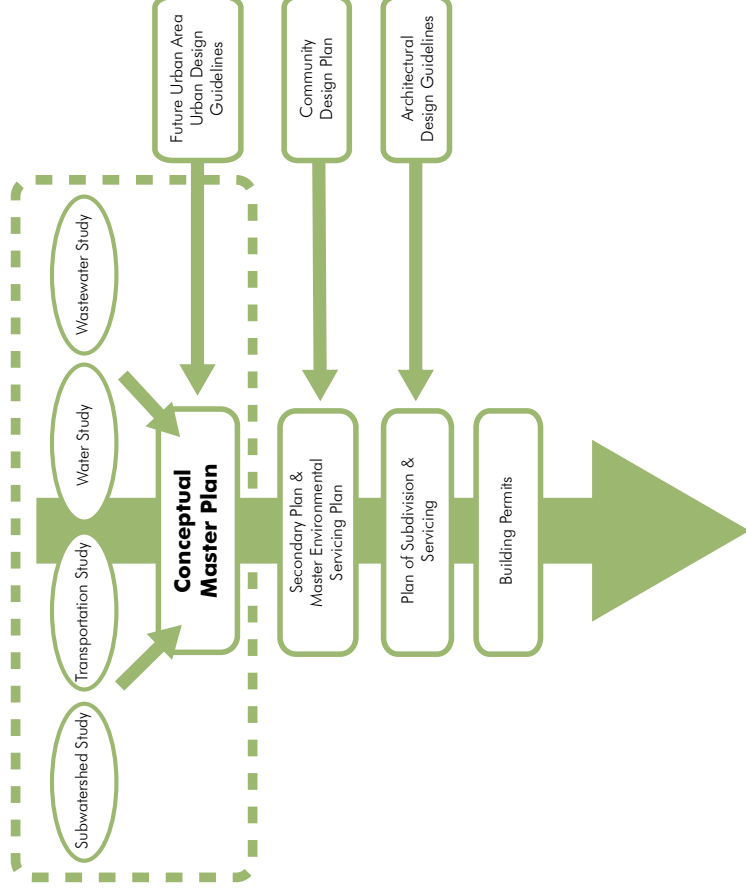 Subwatershed Study
Transportation Study
Water Study
Wastewater Study
Conceptual
Master Plan
Future Urban Area
Urban Design
Guidelines
Secondary Plan &
Master Environmental
Servicing Plan
Community
Design Plan
Plan of Subdivision &
Servicing
Architectural
Design Guidelines
Building Permits